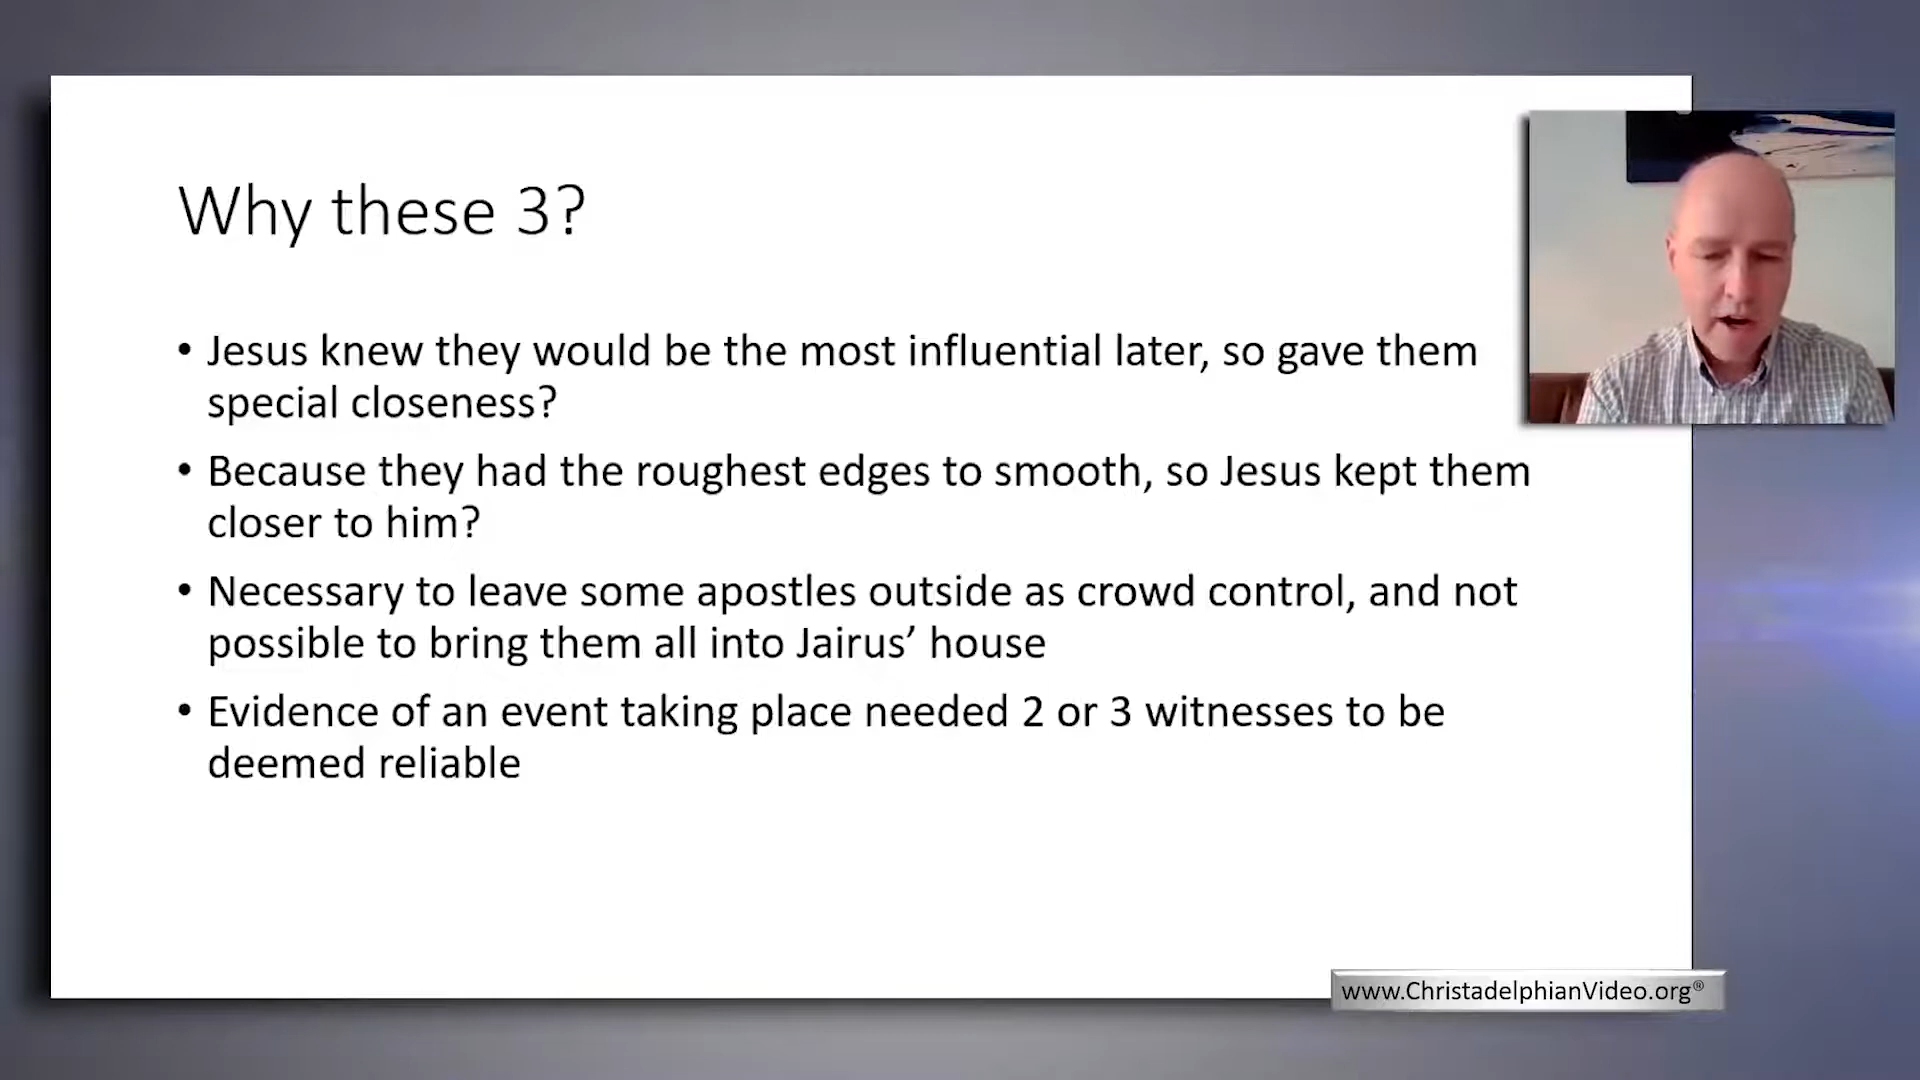 Why these 3?
• Jesus knew they would be the most influential later, so gave them
special closeness?
• Because they had the roughest edges to smooth, so Jesus kept them
closer to him?
• Necessary to leave some apostles outside as crowd control, and not
possible to bring them all into Jairus’ house
• Evidence of an event taking place needed 2 or 3 witnesses to be
deemed reliable
www.ChristadelphianVideo.org®